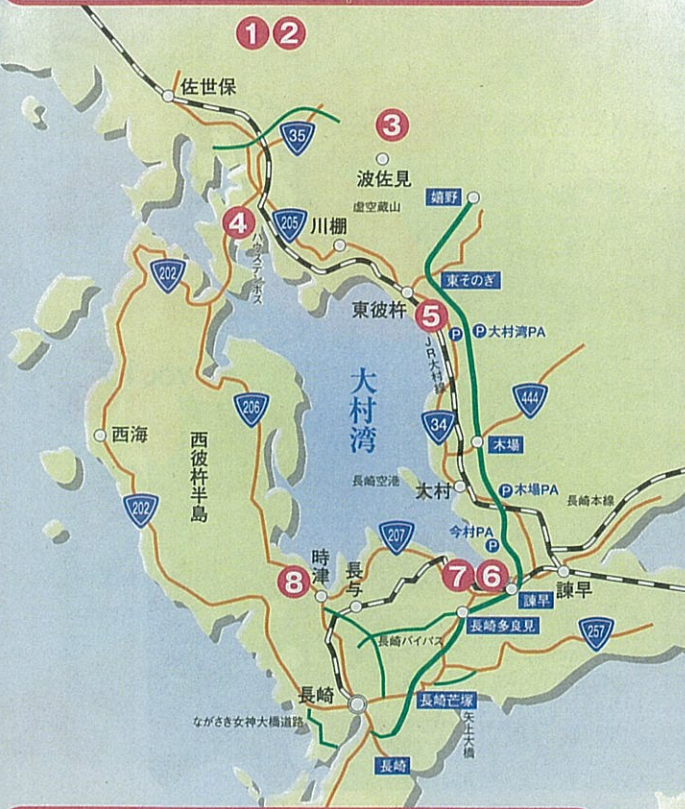 1 2
佐世保
35
3
波佐見
虚空蔵山
嬉野
4
205
川棚
ハウステンボス
202
東そのぎ
東彼杵
5
P
P 大村湾PA
JR大村線
大村湾
444
206
34
西海
西彼杵半島
木場
長崎空港
大村
P 木場PA
長崎本線
202
今村PA
P
207
時津
長与
8
7 6
諫早
諫早
長崎多良見
長崎バイパス
257
長崎
長崎芒塚
ながさき女神大橋道路
矢上大橋
長崎